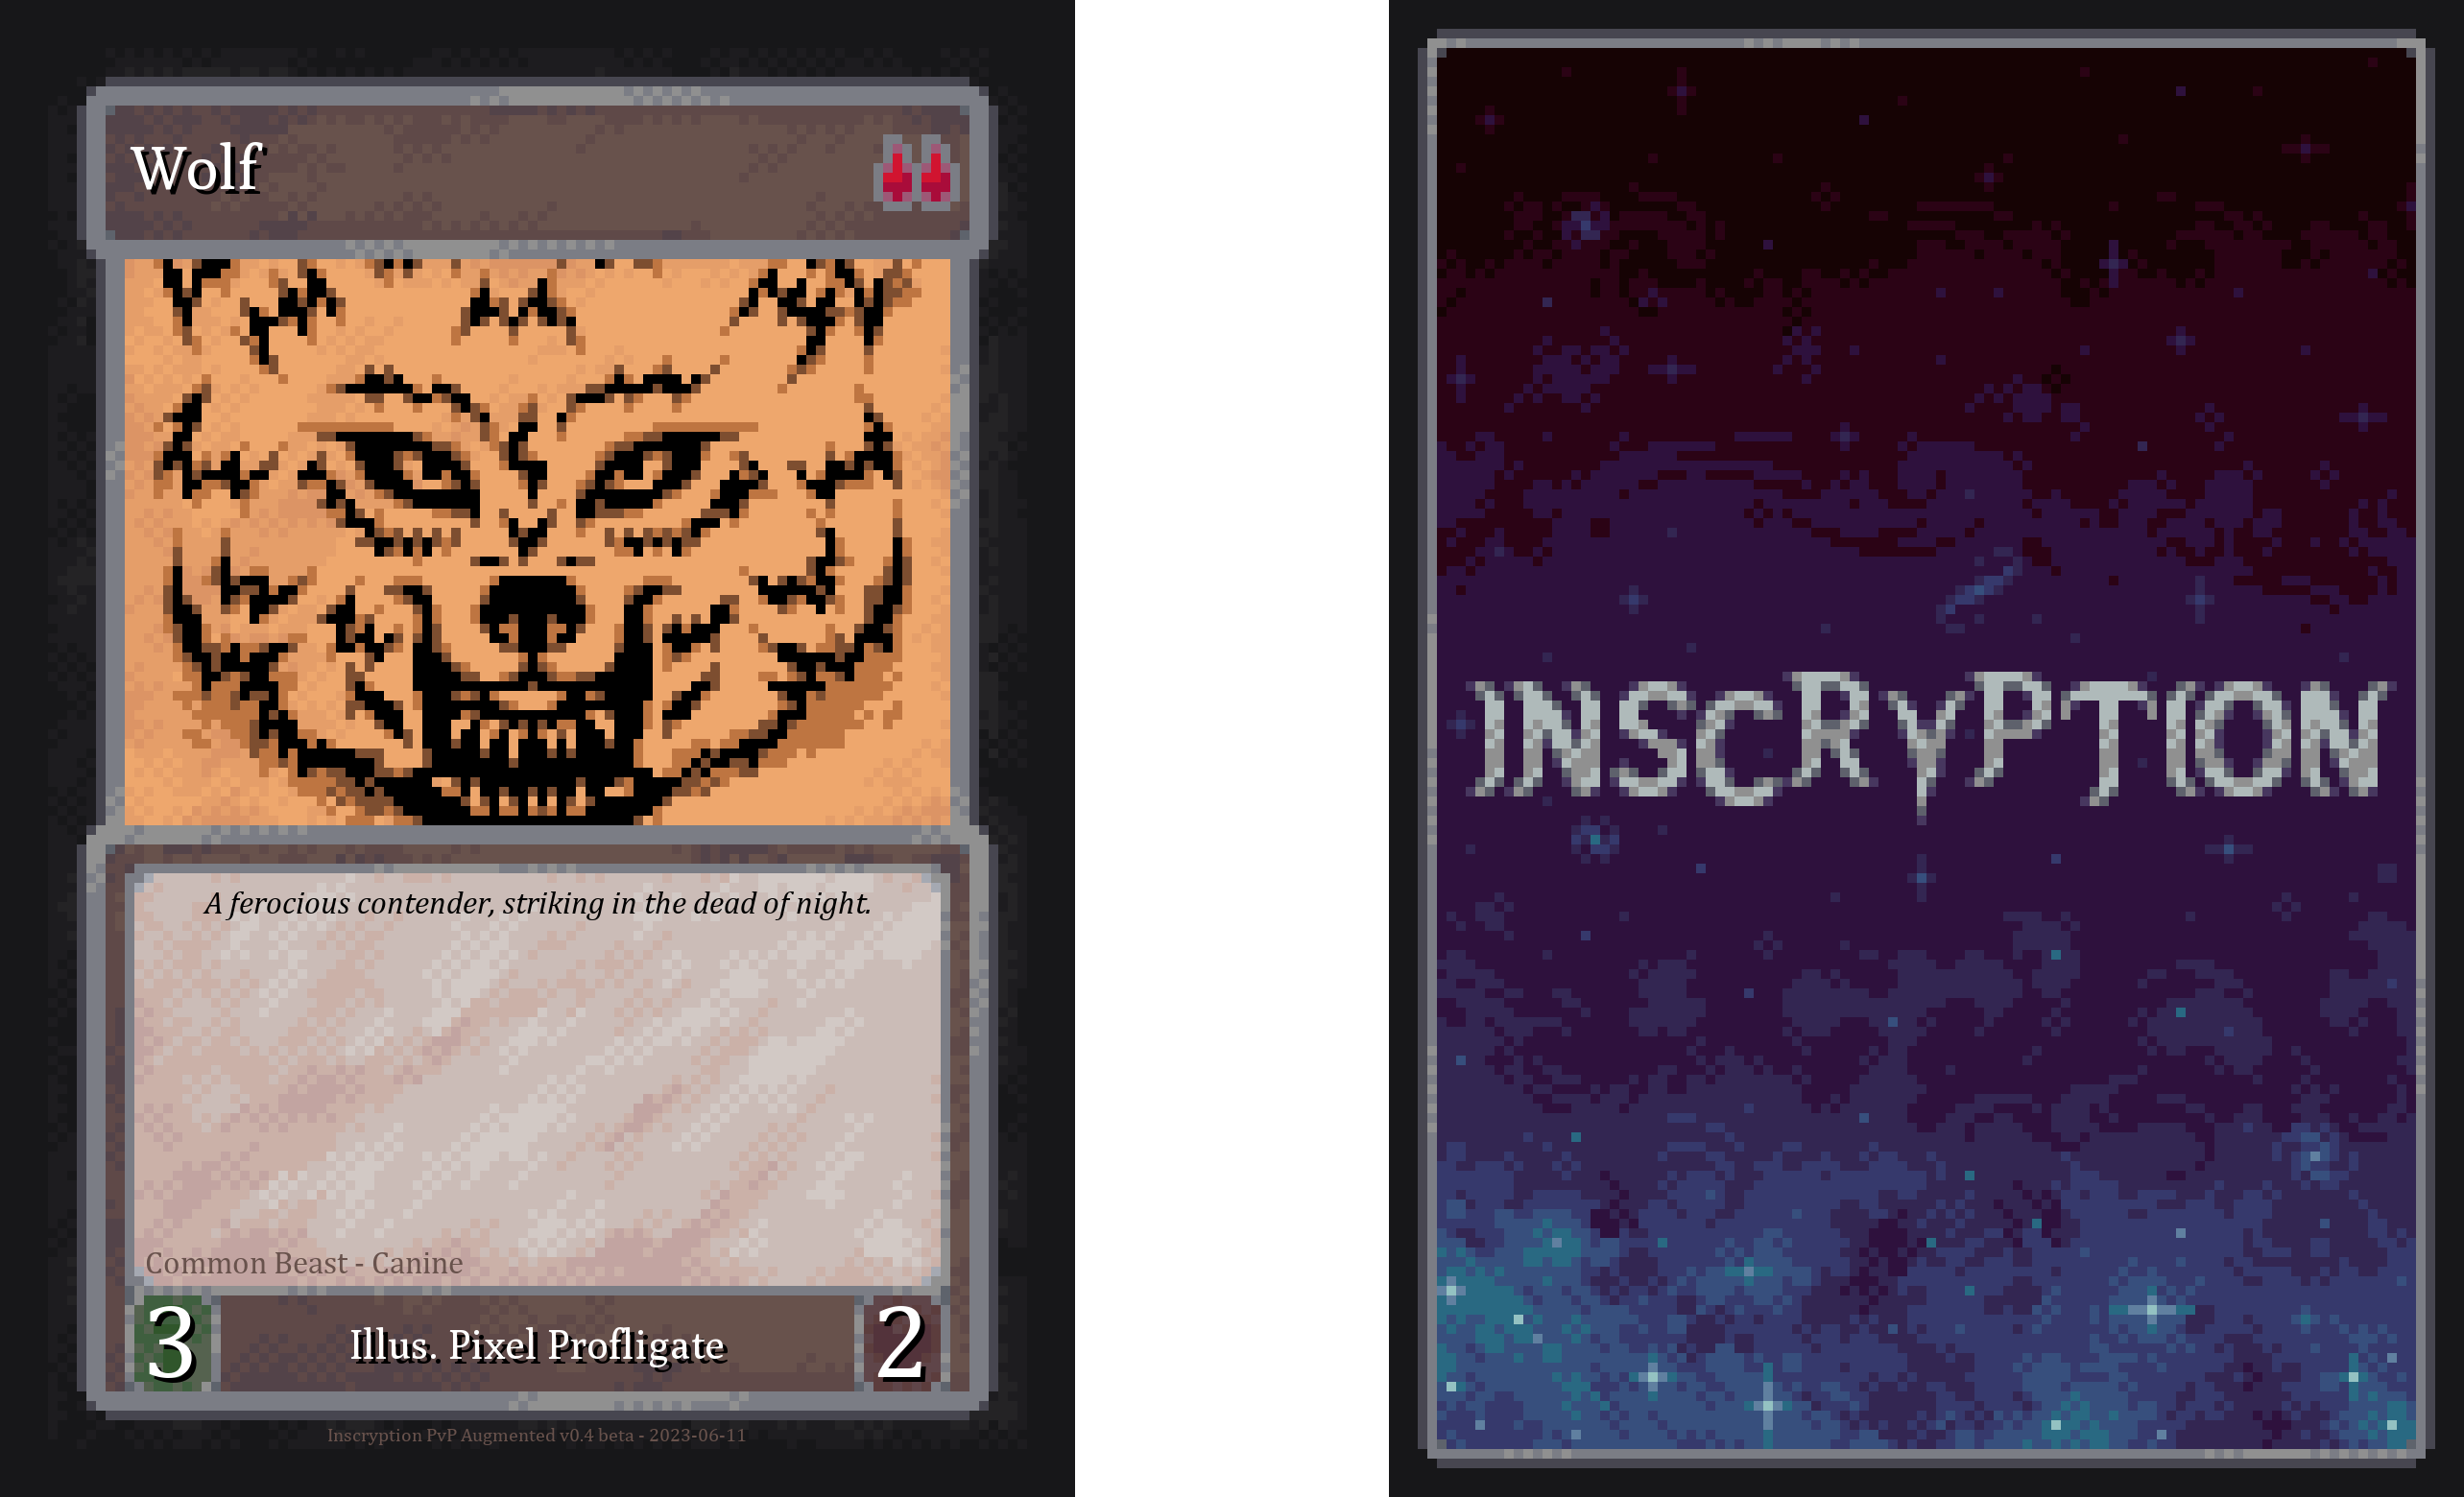 Wolf
A ferocious contender, striking in the dead of night.
Common Beast - Canine
3
Illus. Pixel Profligate
2
Inscryption PvP Augmented v0.4 beta - 2023-06-11
INSCRYPTION